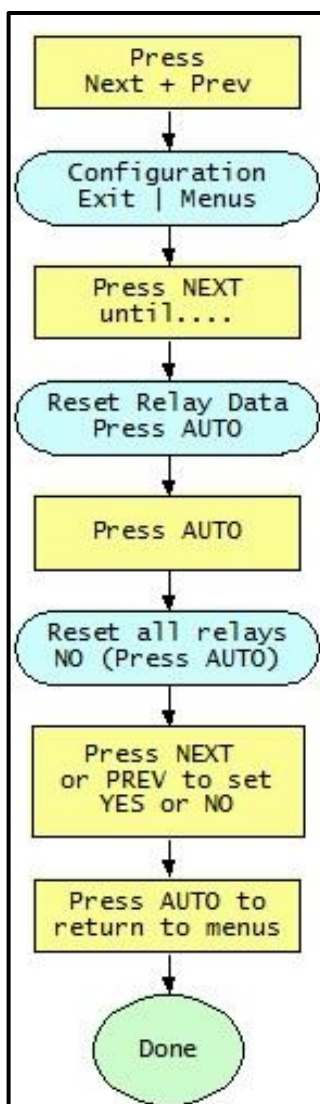 Press
Next + Prev
Configuration
Exit | Menus
Press NEXT
until....
Reset Relay Data
Press AUTO
Press AUTO
Reset all relays
NO (Press AUTO)
Press NEXT
or PREV to set
YES or NO
Press AUTO to
return to menus
Done